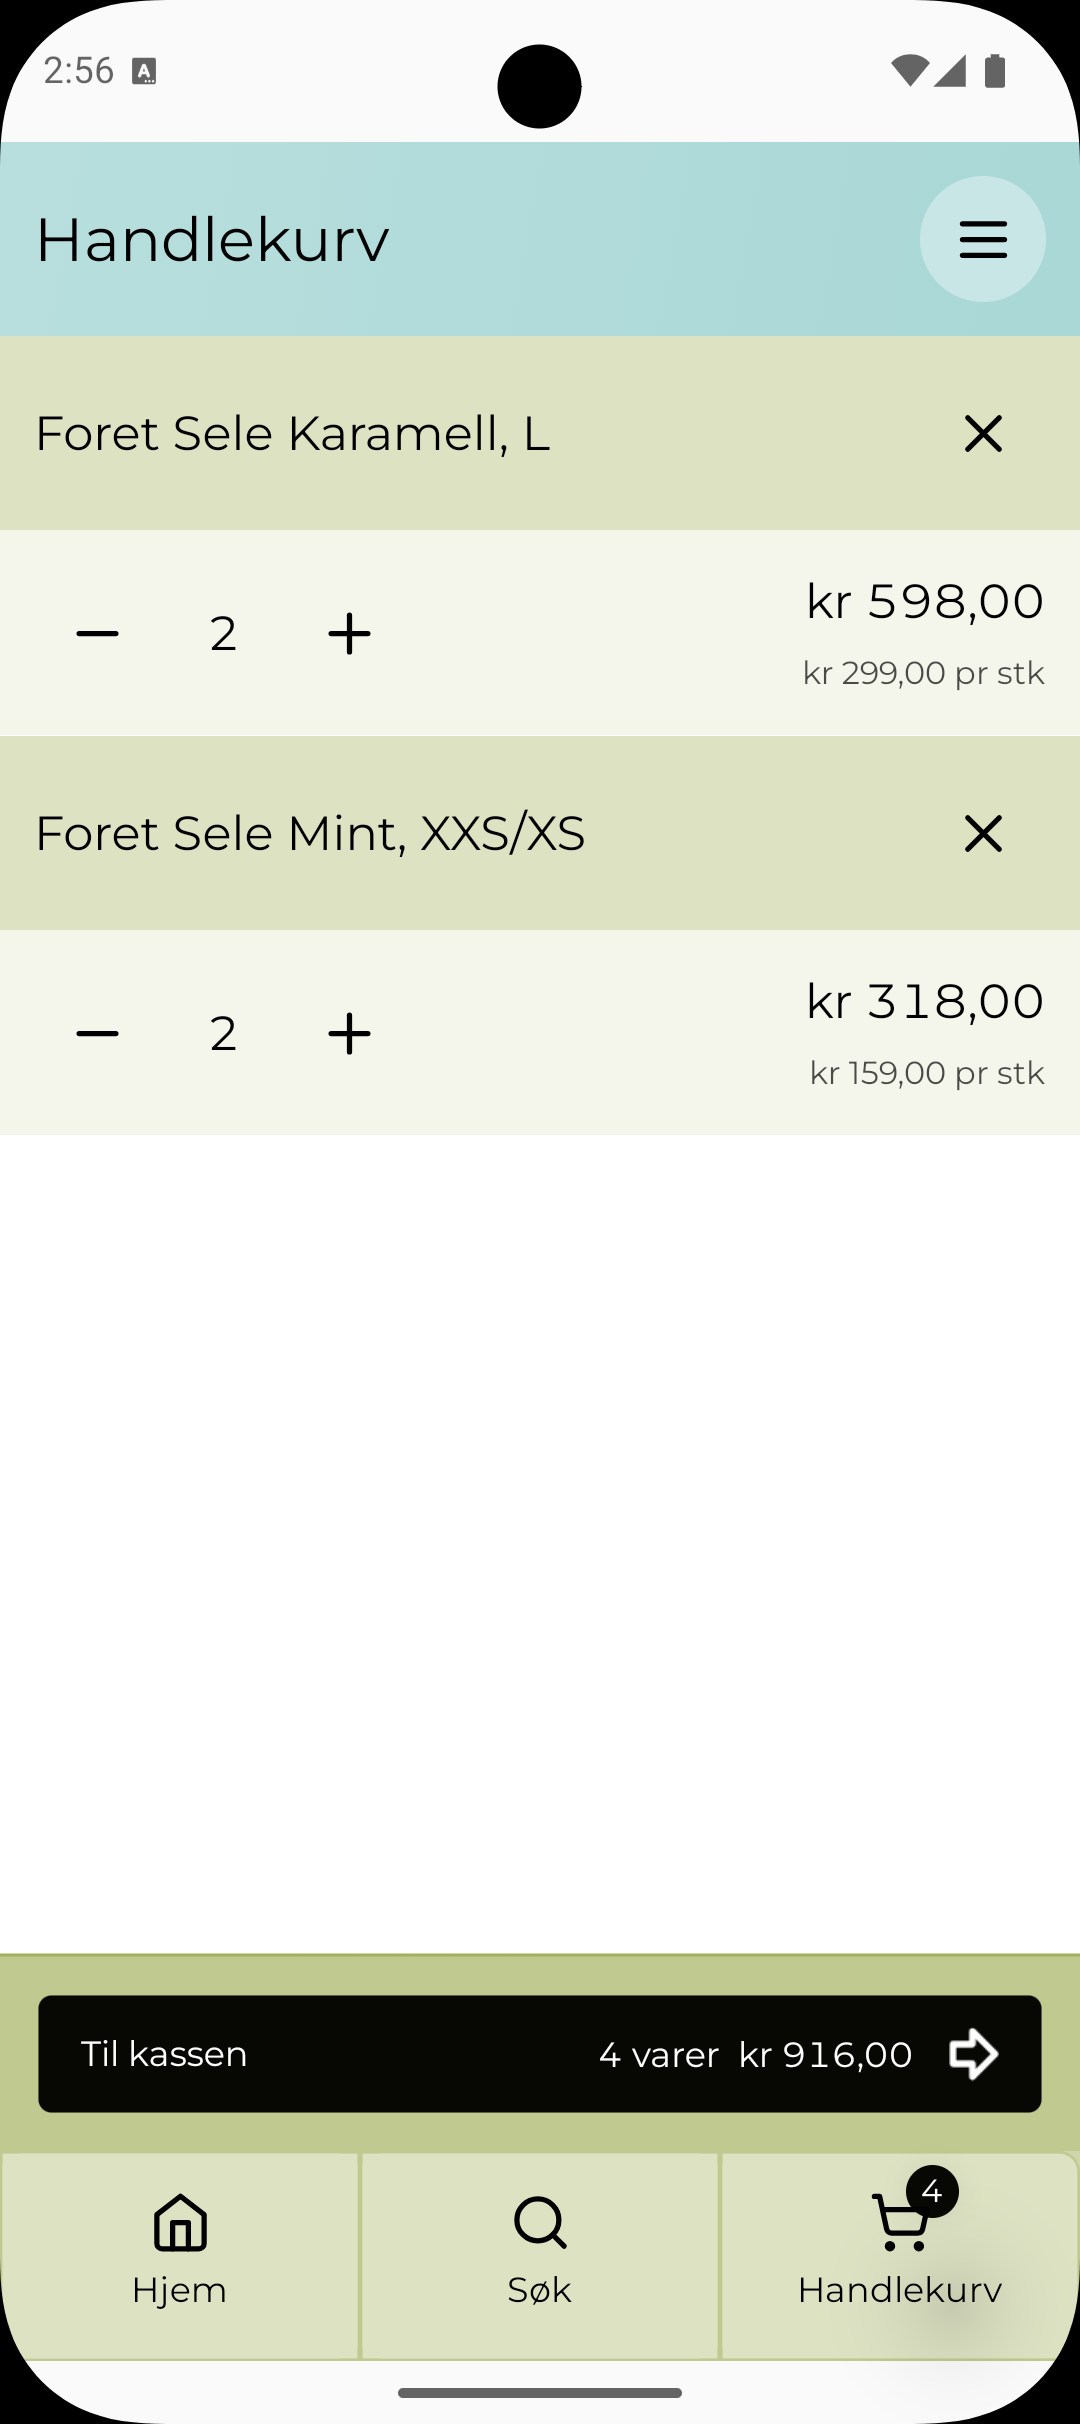 2:56
Handlekurv
Foret Sele Karamell, L
2
kr 598,00
kr 299,00 pr stk
Foret Sele Mint, XXS/XS
2
kr 318,00
kr 159,00 pr stk
Til kassen 4 varer kr 916,00
4
Hjem Søk Handlekurv